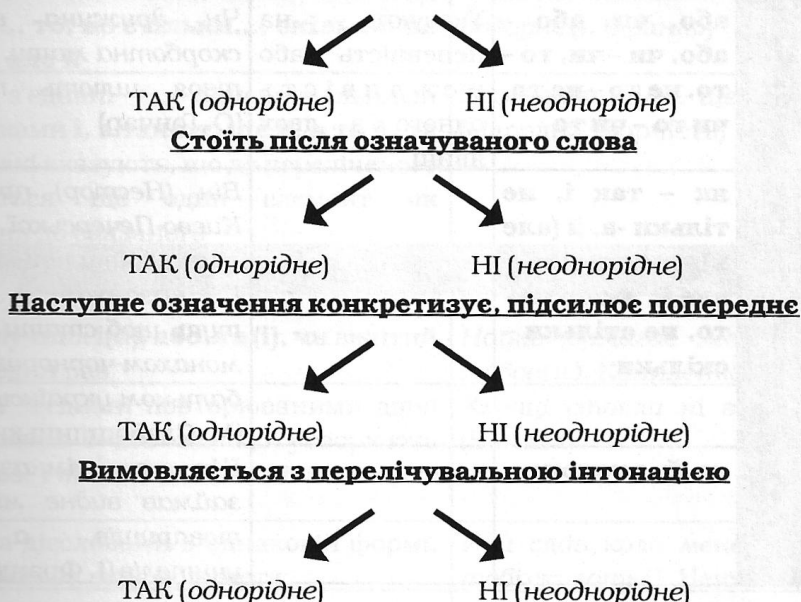 ТАК (однорідне) НІ (неоднорідне)
Стоїть після означуваного слова
ТАК (однорідне) НІ (неоднорідне)
Наступне означення конкретизує, підсилює попереднє
ТАК (однорідне) НІ (неоднорідне)
Вимовляється з перелічувальною інтонацією
ТАК (однорідне) НІ (неоднорідне)